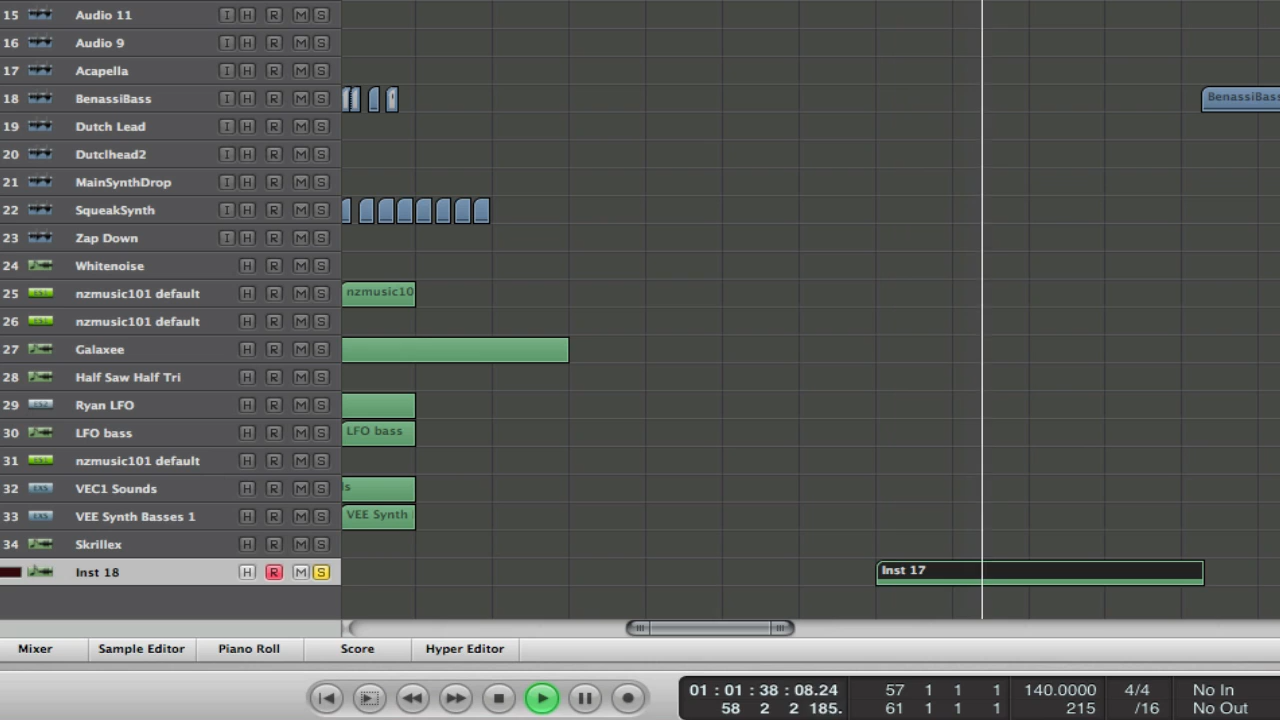 15 Audio 11 I H R M S
16 Audio 9 I H R M S
17 Acapella I H R M S
18 BenassiBass I H R M S BenassiBass
19 Dutch Lead I H R M S
20 Dutclhead2 I H R M S
21 MainSynthDrop I H R M S
22 SqueakSynth I H R M S
23 Zap Down I H R M S
24 Whitenoise H R M S
25 nzmusic101 default H R M S nzmusic10
26 nzmusic101 default H R M S
27 Galaxee H R M S
28 Half Saw Half Tri H R M S
29 Ryan LFO H R M S
30 LFO bass H R M S LFO bass
31 nzmusic101 default H R M S
32 VEC1 Sounds H R M S ls
33 VEE Synth Basses 1 H R M S VEE Synth
34 Skrillex H R M S
Inst 18 H R M S Inst 17
Mixer Sample Editor Piano Roll Score Hyper Editor
01 : 01 : 38 : 08.24 57 1 1 1 140.0000 4/4 No In
58 2 2 185. 61 1 1 1 215 /16 No Out